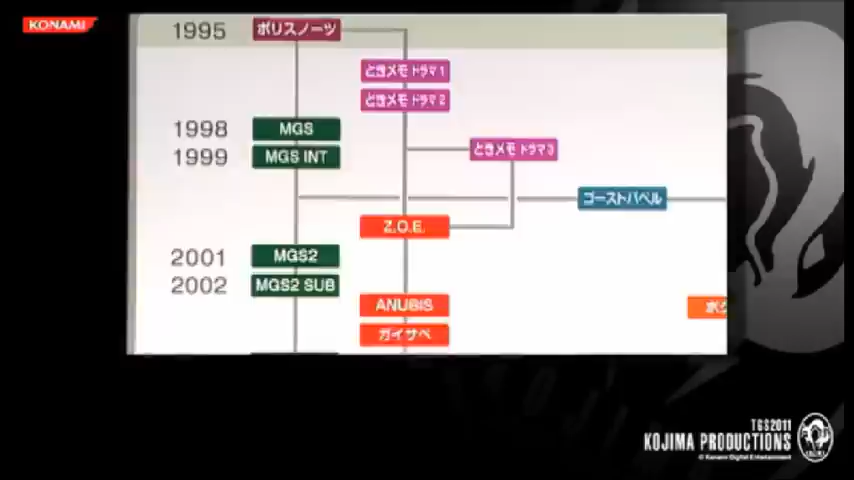 KONAMI
1995
ポリスノーツ
ときメモ ドラマ1
ときメモ ドラマ2
1998
MGS
1999
MGS INT
ときメモ ドラマ3
ゴーストバベル
Z.O.E.
2001
MGS2
2002
MGS2 SUB
ANUBIS
ガイサベ
ボク
TGS2011
KOJIMA PRODUCTIONS
© Konami Digital Entertainment